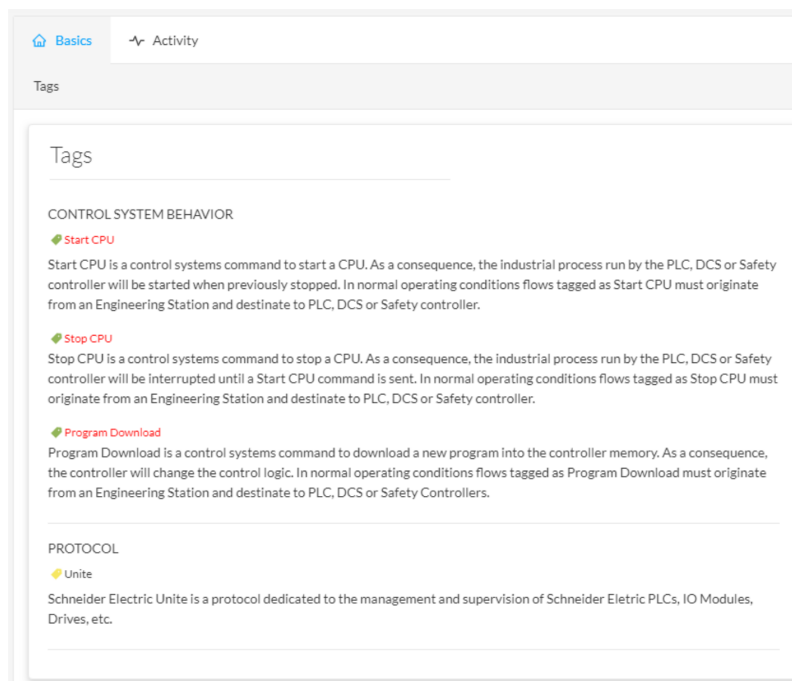 Basics
Activity
Tags
Tags
CONTROL SYSTEM BEHAVIOR
Start CPU
Start CPU is a control systems command to start a CPU. As a consequence, the industrial process run by the PLC, DCS or Safety
controller will be started when previously stopped. In normal operating conditions flows tagged as Start CPU must originate
from an Engineering Station and destinate to PLC, DCS or Safety controller.
Stop CPU
Stop CPU is a control systems command to stop a CPU. As a consequence, the industrial process run by the PLC, DCS or Safety
controller will be interrupted until a Start CPU command is sent. In normal operating conditions flows tagged as Stop CPU must
originate from an Engineering Station and destinate to PLC, DCS or Safety controller.
Program Download
Program Download is a control systems command to download a new program into the controller memory. As a consequence,
the controller will change the control logic. In normal operating conditions flows tagged as Program Download must originate
from an Engineering Station and destinate to PLC, DCS or Safety Controllers.
PROTOCOL
Unite
Schneider Electric Unite is a protocol dedicated to the management and supervision of Schneider Eletric PLCs, IO Modules,
Drives, etc.